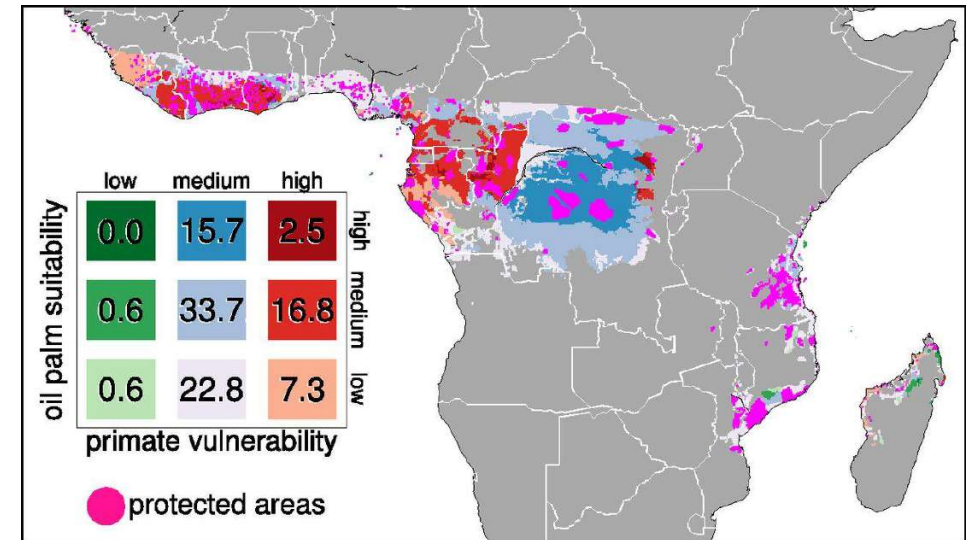 low medium high
oil palm suitability
0.0 15.7 2.5 high
0.6 33.7 16.8 medium
0.6 22.8 7.3 low
primate vulnerability
protected areas